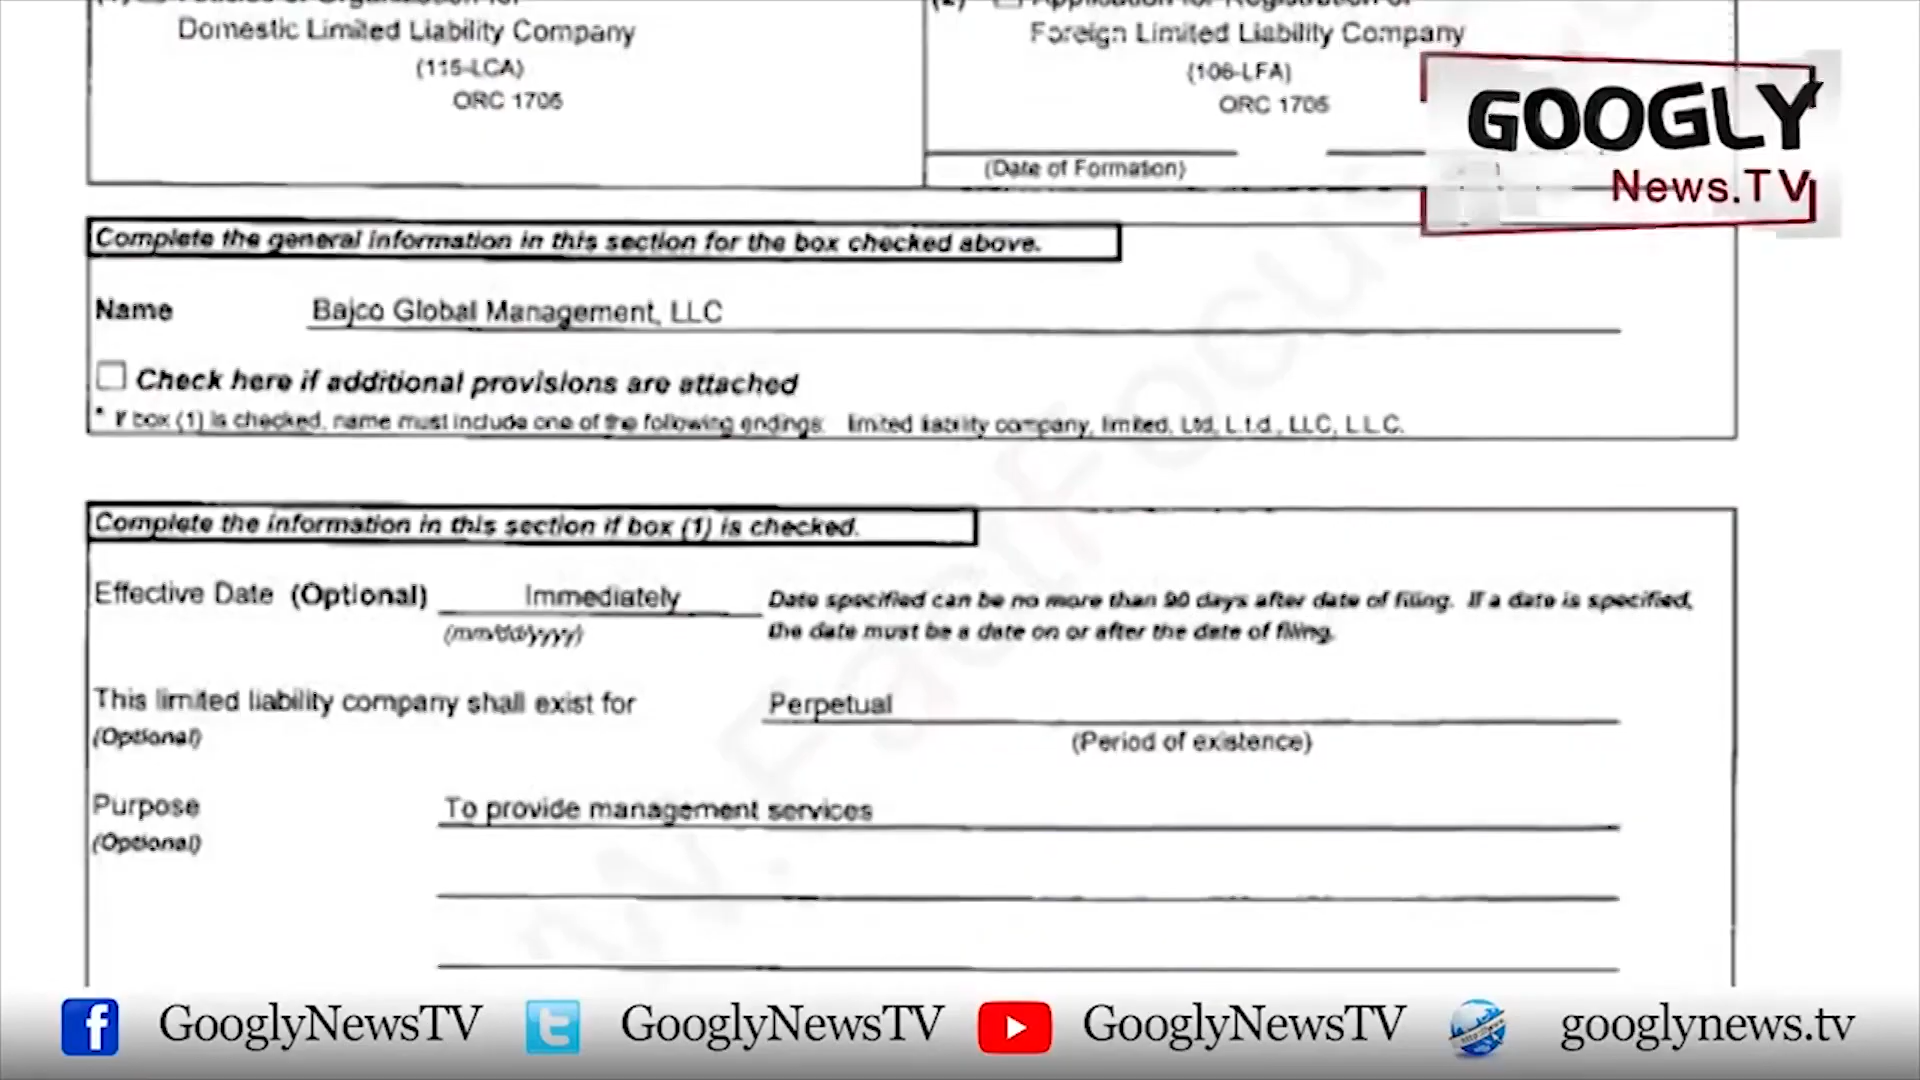 Domestic Limited Liability Company
(115-LCA)
ORC 1705
Foreign Limited Liability Company
(106-LFA)
ORC 1705
(Date of Formation)
GOOGLY
News.TV
Complete the general information in this section for the box checked above.
Name Bajco Global Management, LLC
Check here if additional provisions are attached
* If box (1) is checked, name must include one of the following endings: limited liability company, limited, Ltd, L.t.d., LLC, L.L.C.
Complete the information in this section if box (1) is checked.
Effective Date (Optional) Immediately Date specified can be no more than 90 days after date of filing. If a date is specified,
(mm/dd/yyyy) the date must be a date on or after the date of filing.
This limited liability company shall exist for Perpetual
(Optional) (Period of existence)
Purpose To provide management services
(Optional)
GooglyNewsTV GooglyNewsTV GooglyNewsTV googlynews.tv